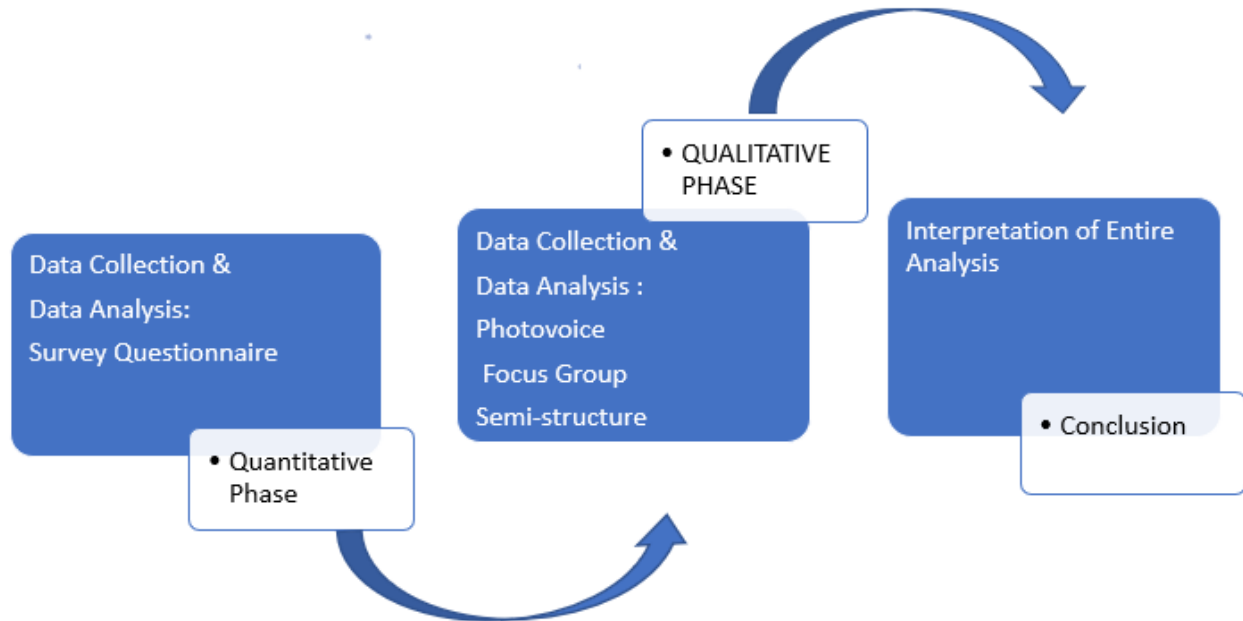 Data Collection &
Data Analysis:
Survey Questionnaire
• Quantitative
Phase
• QUALITATIVE
PHASE
Data Collection &
Data Analysis :
Photovoice
Focus Group
Semi-structure
Interpretation of Entire
Analysis
• Conclusion